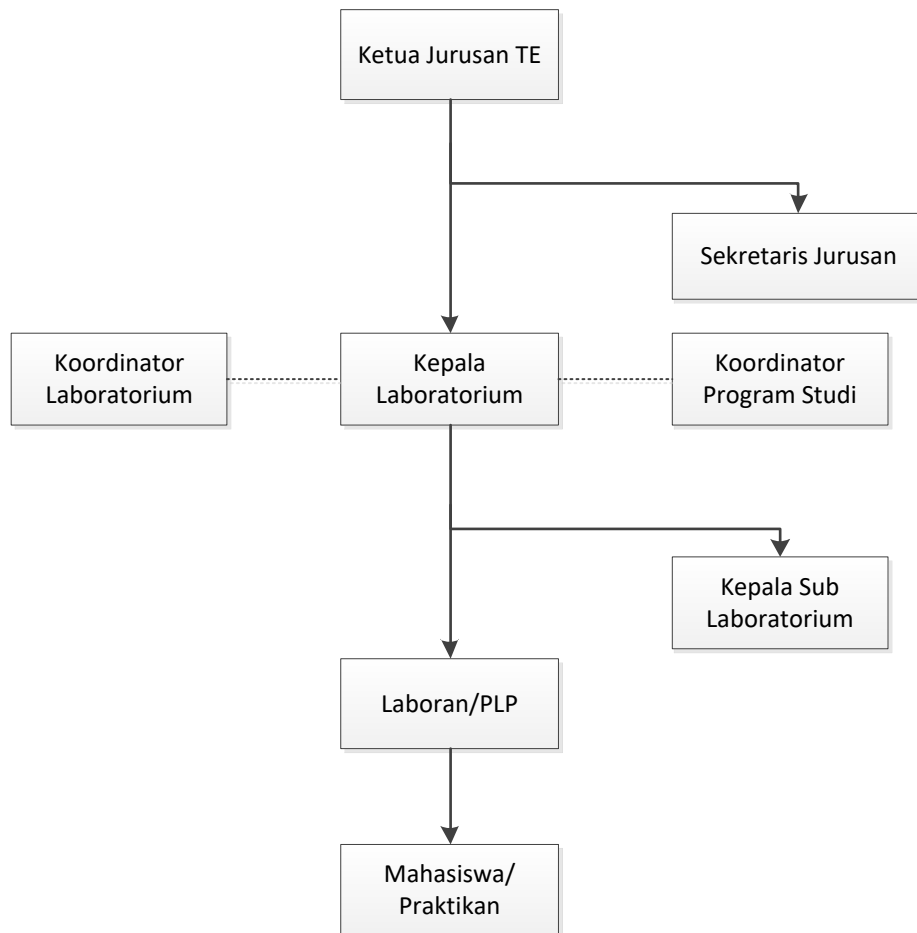 Ketua Jurusan TE
Sekretaris Jurusan
Koordinator
Laboratorium
Kepala
Laboratorium
Koordinator
Program Studi
Kepala Sub
Laboratorium
Laboran/PLP
Mahasiswa/
Praktikan